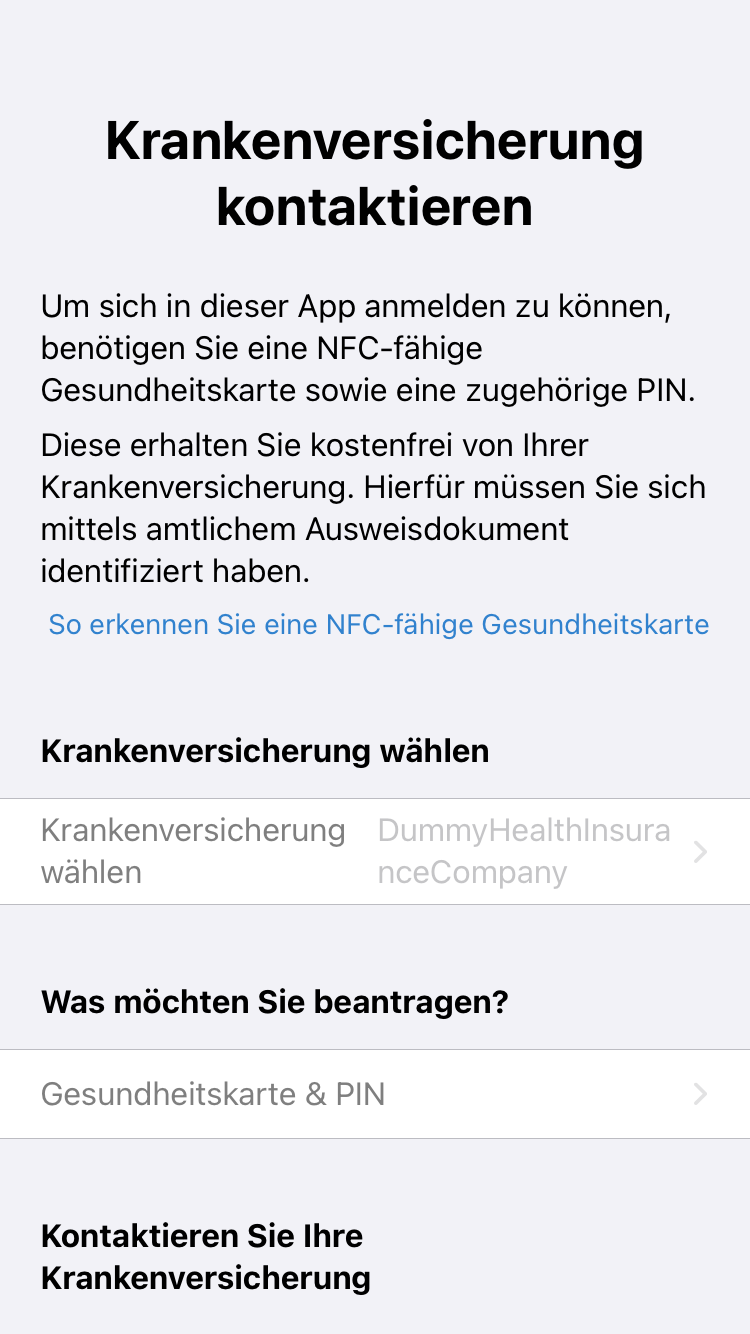 Krankenversicherung
kontaktieren
Um sich in dieser App anmelden zu können,
benötigen Sie eine NFC-fähige
Gesundheitskarte sowie eine zugehörige PIN.
Diese erhalten Sie kostenfrei von Ihrer
Krankenversicherung. Hierfür müssen Sie sich
mittels amtlichem Ausweisdokument
identifiziert haben.
So erkennen Sie eine NFC-fähige Gesundheitskarte
Krankenversicherung wählen
Krankenversicherung
wählen
DummyHealthInsura
nceCompany
Was möchten Sie beantragen?
Gesundheitskarte & PIN
Kontaktieren Sie Ihre
Krankenversicherung